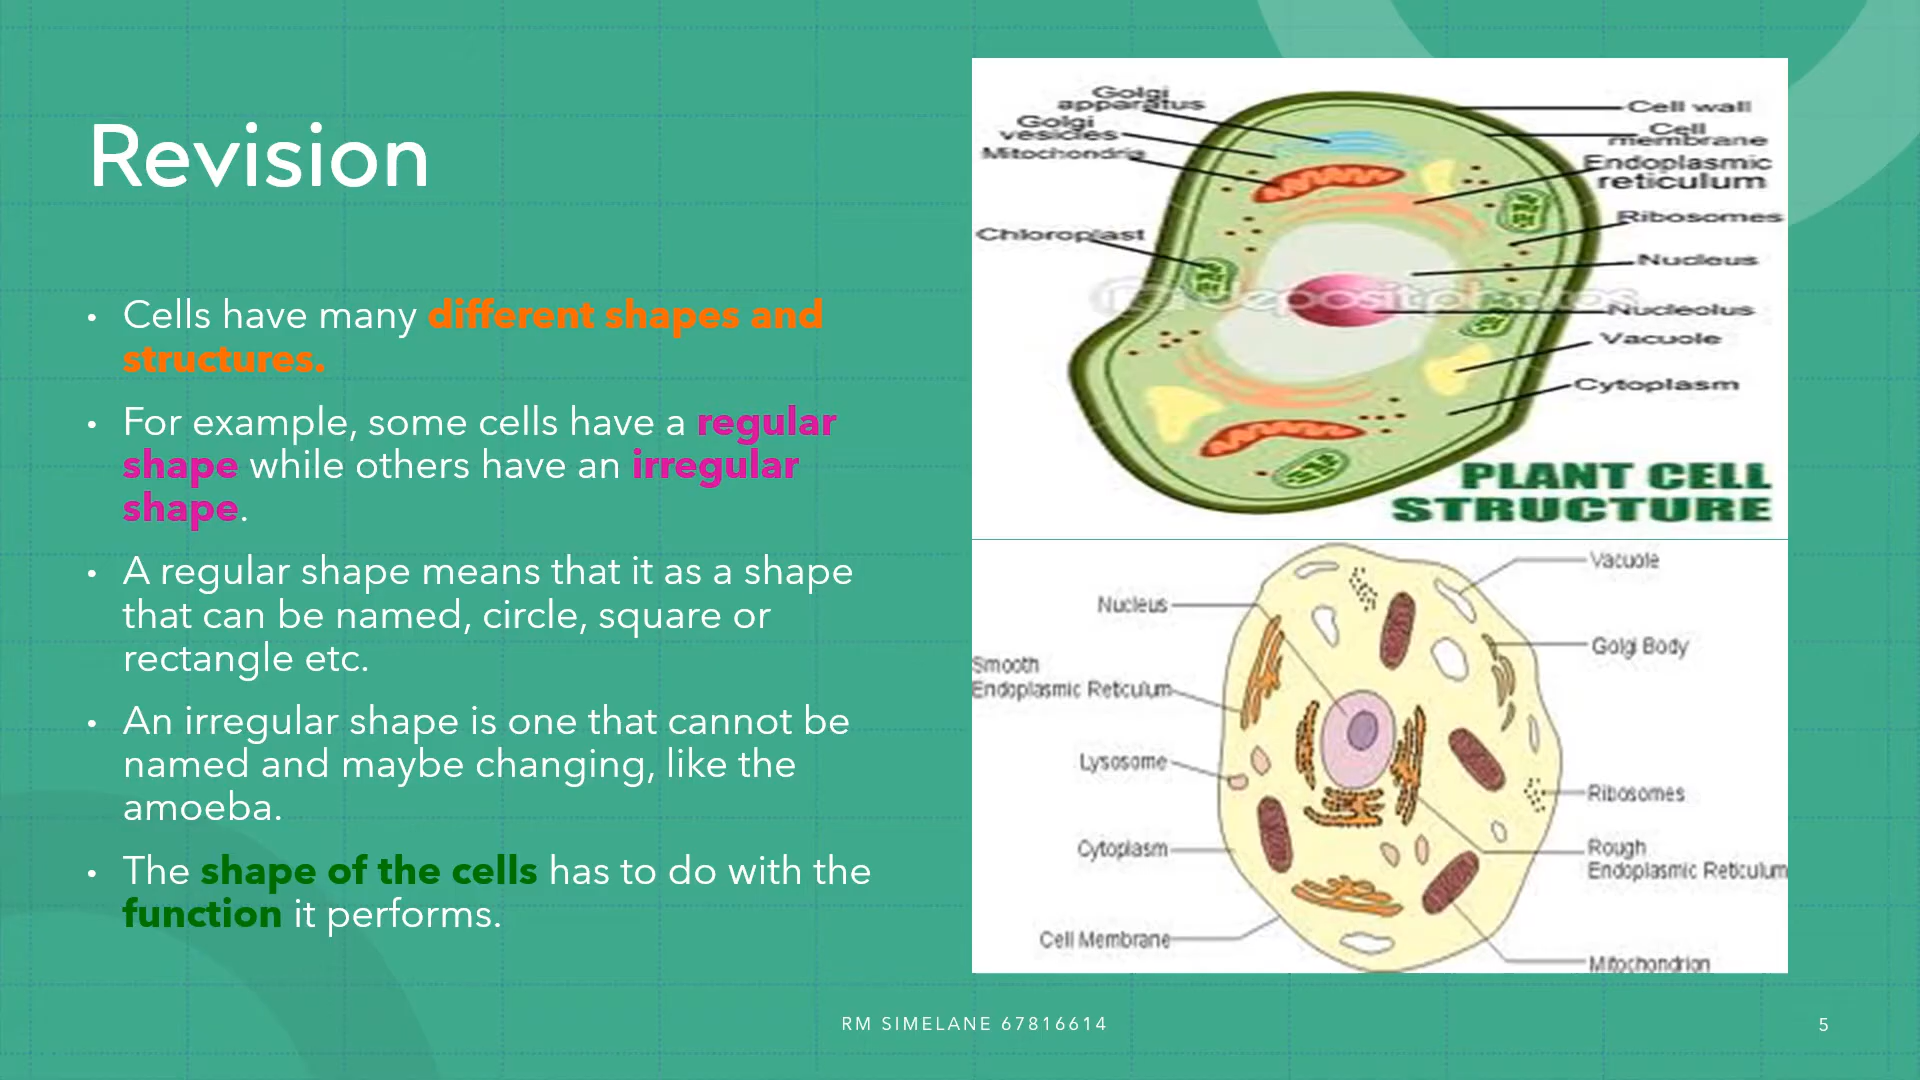 Revision
• Cells have many different shapes and
structures.
• For example, some cells have a regular
shape while others have an irregular
shape.
• A regular shape means that it as a shape
that can be named, circle, square or
rectangle etc.
• An irregular shape is one that cannot be
named and maybe changing, like the
amoeba.
• The shape of the cells has to do with the
function it performs.
Golgi
apparatus
Golgi
vesicles
Mitochondria
Chloroplast
Cell wall
Cell
membrane
Endoplasmic
reticulum
Ribosomes
Nucleus
Nucleolus
Vacuole
Cytoplasm
depositphotos
PLANT CELL
STRUCTURE
Nucleus
Smooth
Endoplasmic Reticulum
Lysosome
Cytoplasm
Cell Membrane
Vacuole
Golgi Body
Ribosomes
Rough
Endoplasmic Reticulum
Mitochondrion
RM SIMELANE 67816614
5